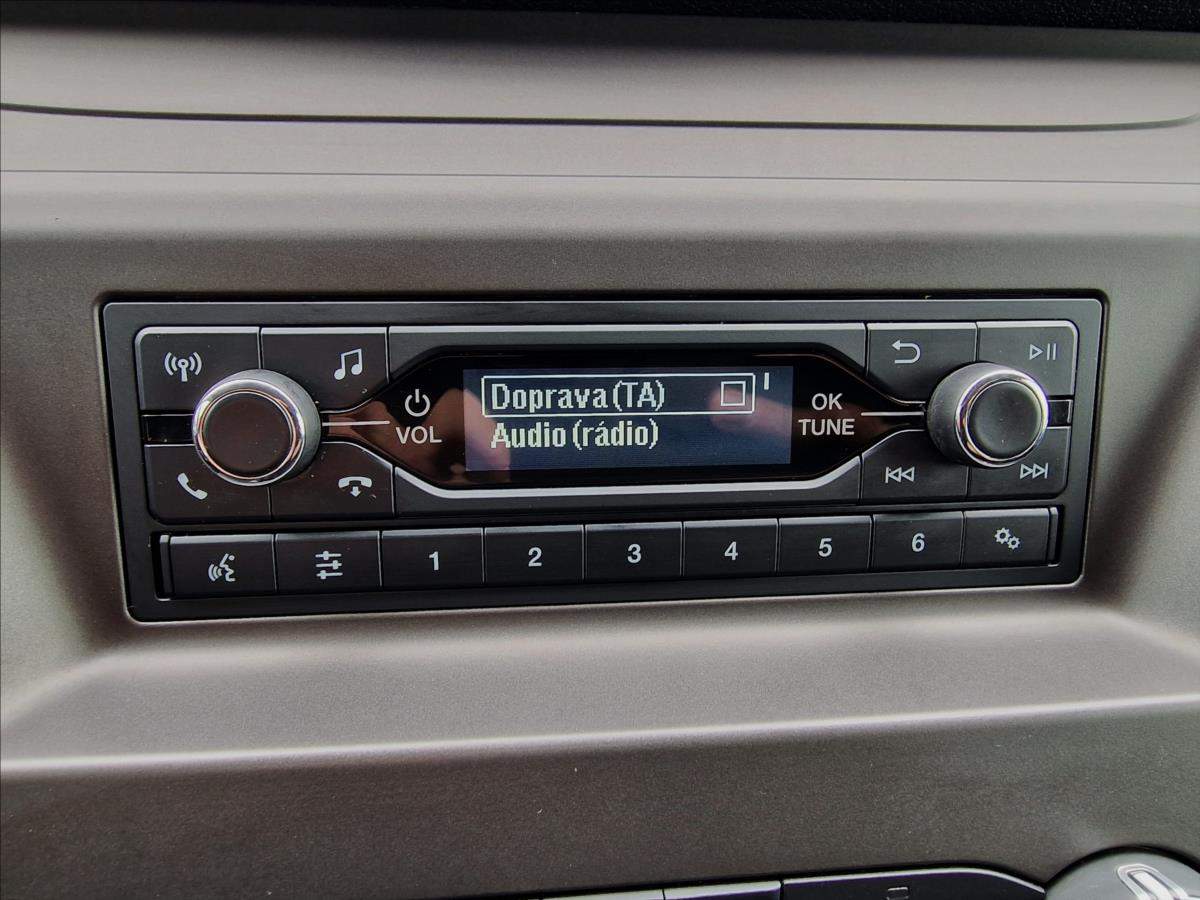 Doprava (TA)
Audio (rádio)
VOL
OK
TUNE
1 2 3 4 5 6